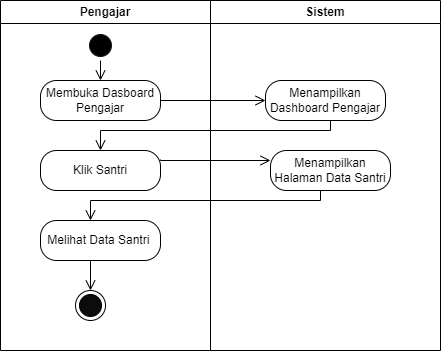 Pengajar
Sistem
Membuka Dasboard
Pengajar
Menampilkan
Dashboard Pengajar
Klik Santri
Menampilkan
Halaman Data Santri
Melihat Data Santri